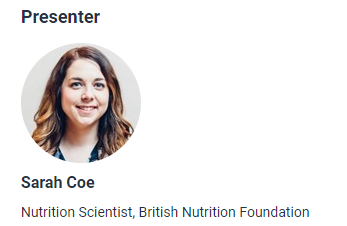 Presenter
Sarah Coe
Nutrition Scientist, British Nutrition Foundation